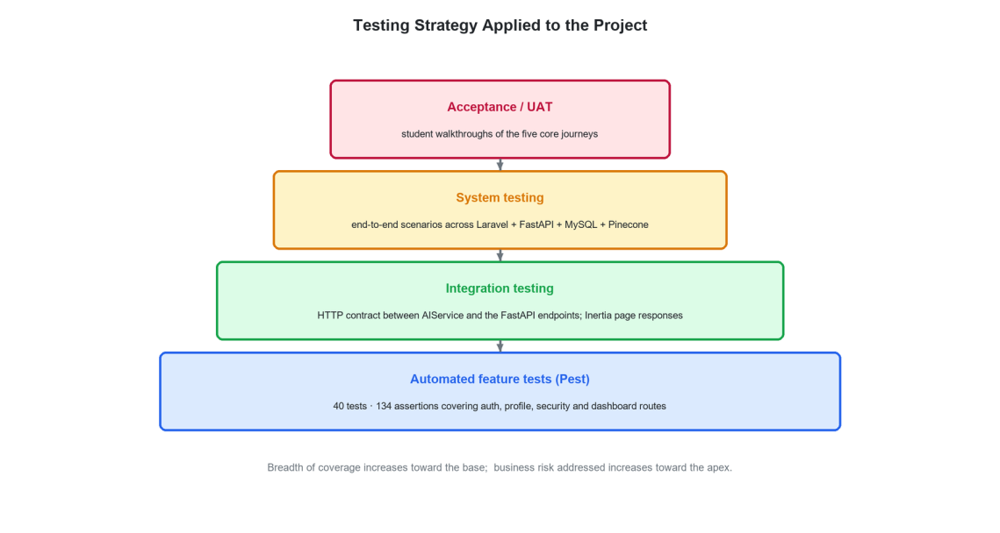 Testing Strategy Applied to the Project
Acceptance / UAT
student walkthroughs of the five core journeys
System testing
end-to-end scenarios across Laravel + FastAPI + MySQL + Pinecone
Integration testing
HTTP contract between AIService and the FastAPI endpoints; Inertia page responses
Automated feature tests (Pest)
40 tests · 134 assertions covering auth, profile, security and dashboard routes
Breadth of coverage increases toward the base;  business risk addressed increases toward the apex.